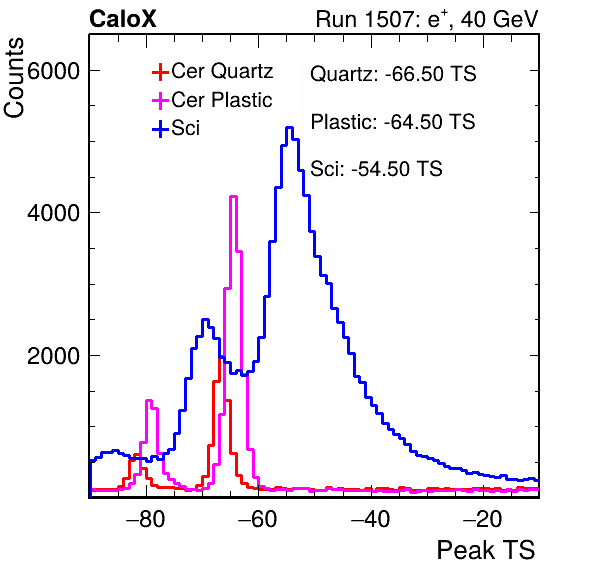 CaloX Run 1507: e⁺, 40 GeV
Counts
6000
4000
2000
Cer Quartz
Cer Plastic
Sci
Quartz: -66.50 TS
Plastic: -64.50 TS
Sci: -54.50 TS
−80 −60 −40 −20
Peak TS